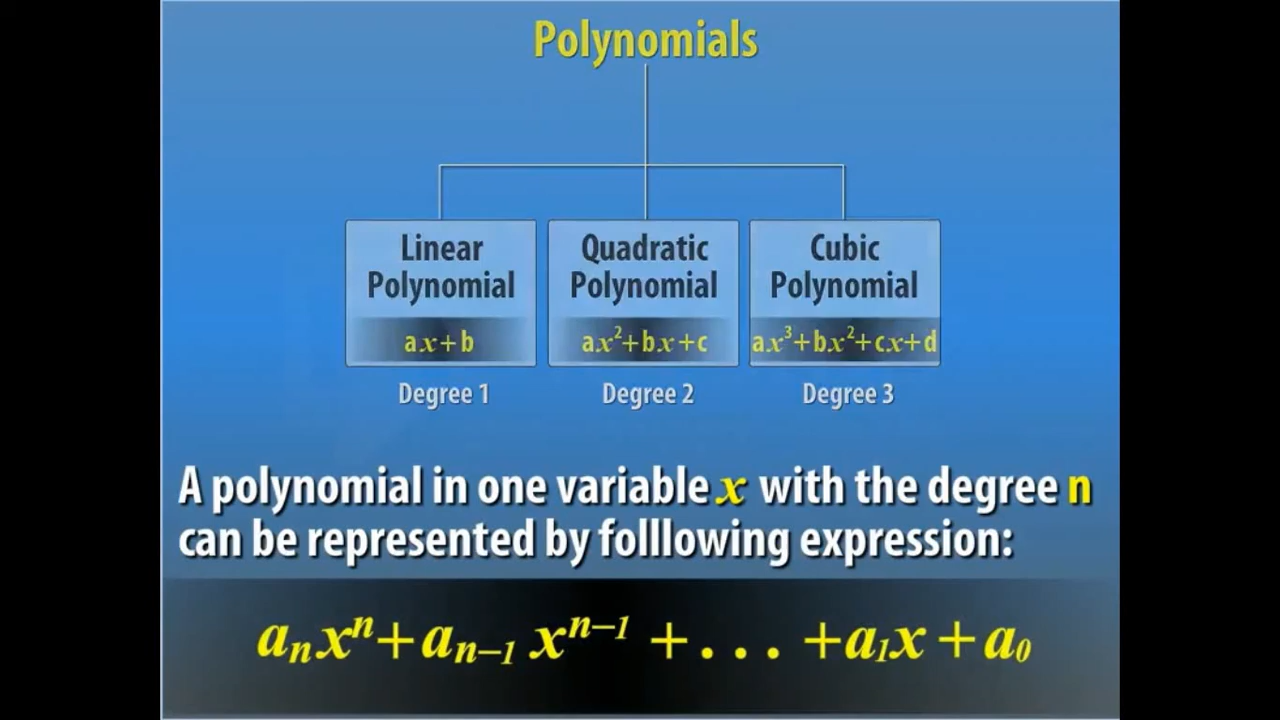 Polynomials
Linear Polynomial
ax+b
Degree 1
Quadratic Polynomial
ax²+bx+c
Degree 2
Cubic Polynomial
ax³+bx²+cx+d
Degree 3
A polynomial in one variable x with the degree n
can be represented by folllowing expression:
aₙxⁿ+aₙ₋₁ xⁿ⁻¹ + . . . +a₁x+a₀